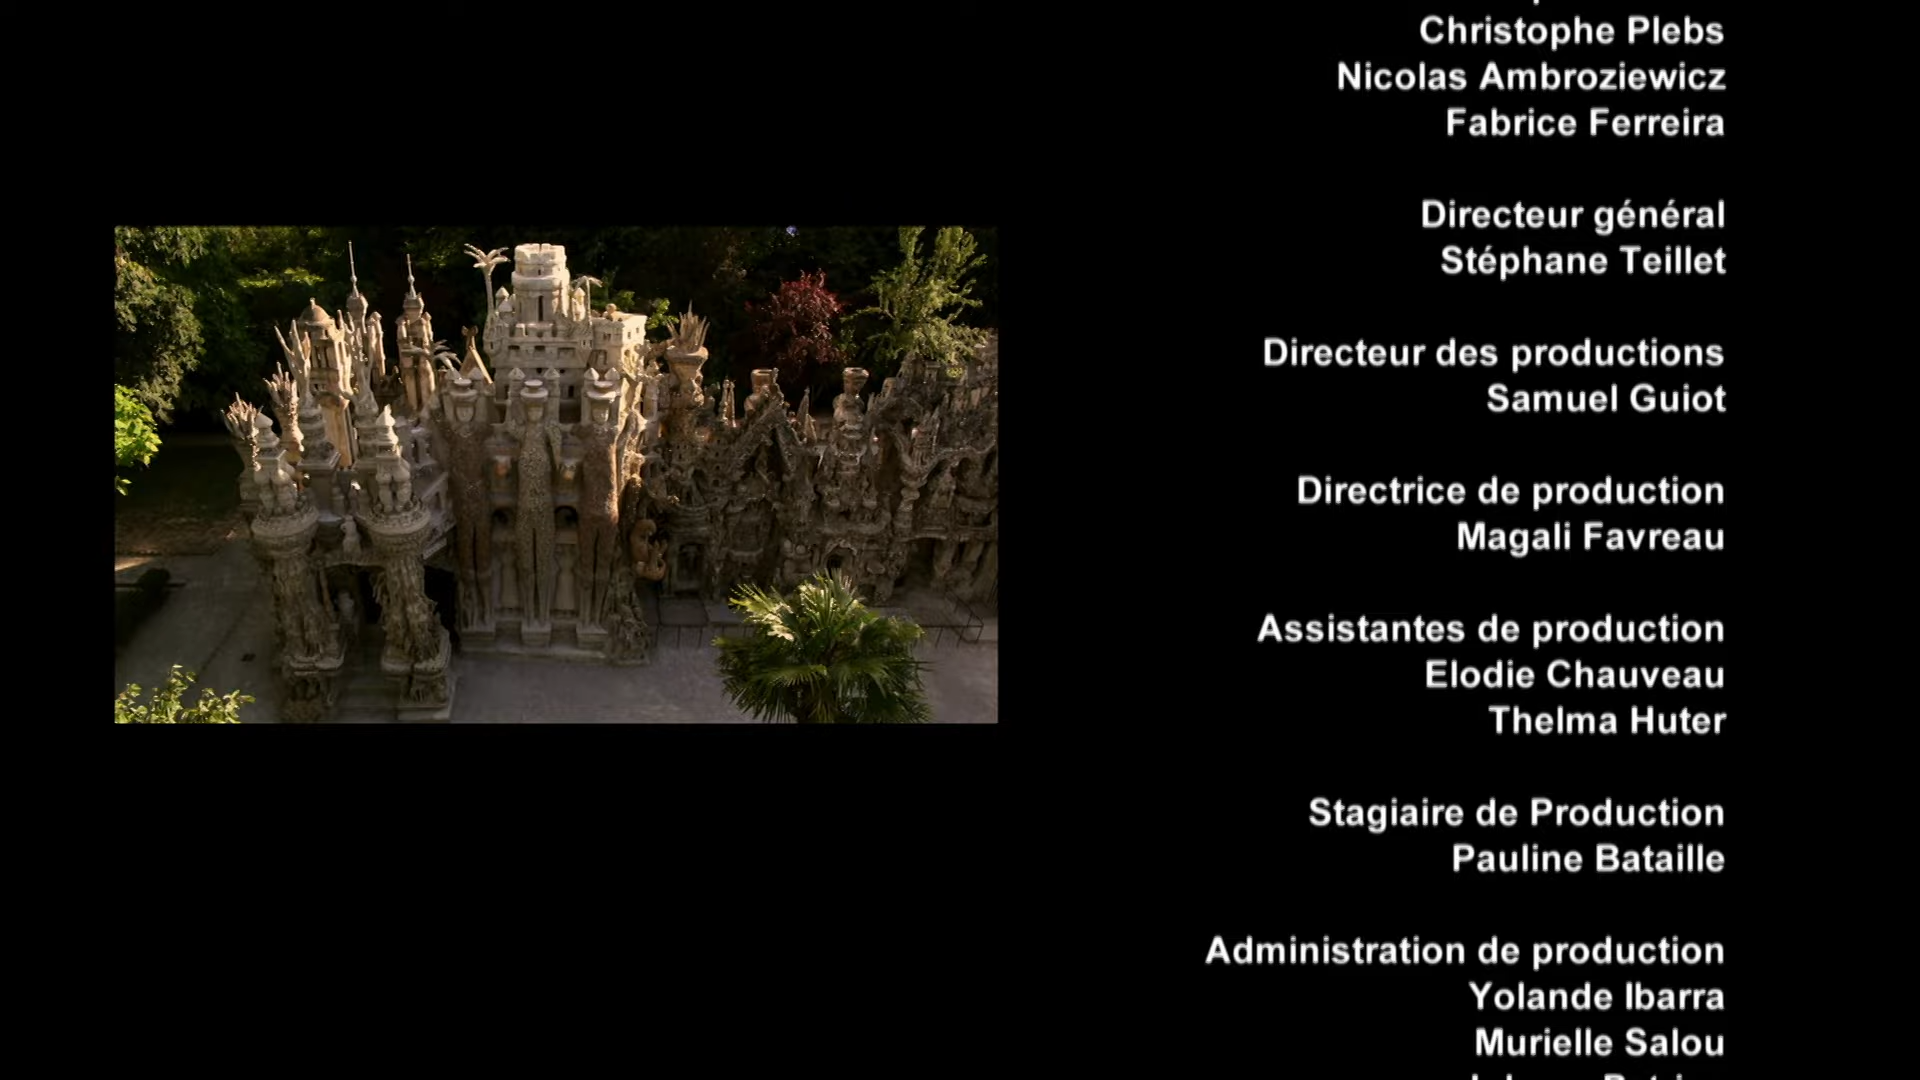 Christophe Plebs
Nicolas Ambroziewicz
Fabrice Ferreira
Directeur général
Stéphane Teillet
Directeur des productions
Samuel Guiot
Directrice de production
Magali Favreau
Assistantes de production
Elodie Chauveau
Thelma Huter
Stagiaire de Production
Pauline Bataille
Administration de production
Yolande Ibarra
Murielle Salou